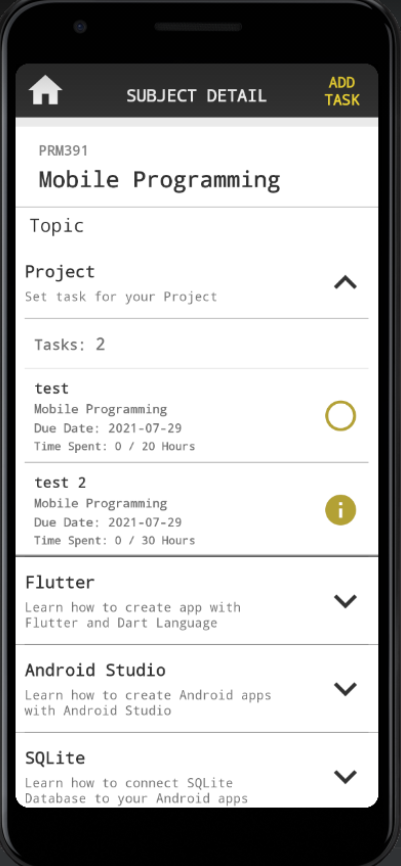 SUBJECT DETAIL
ADD
TASK
PRM391
Mobile Programming
Topic
Project
Set task for your Project
Tasks: 2
test
Mobile Programming
Due Date: 2021-07-29
Time Spent: 0 / 20 Hours
test 2
Mobile Programming
Due Date: 2021-07-29
Time Spent: 0 / 30 Hours
Flutter
Learn how to create app with
Flutter and Dart Language
Android Studio
Learn how to create Android apps
with Android Studio
SQLite
Learn how to connect SQLite
Database to your Android apps